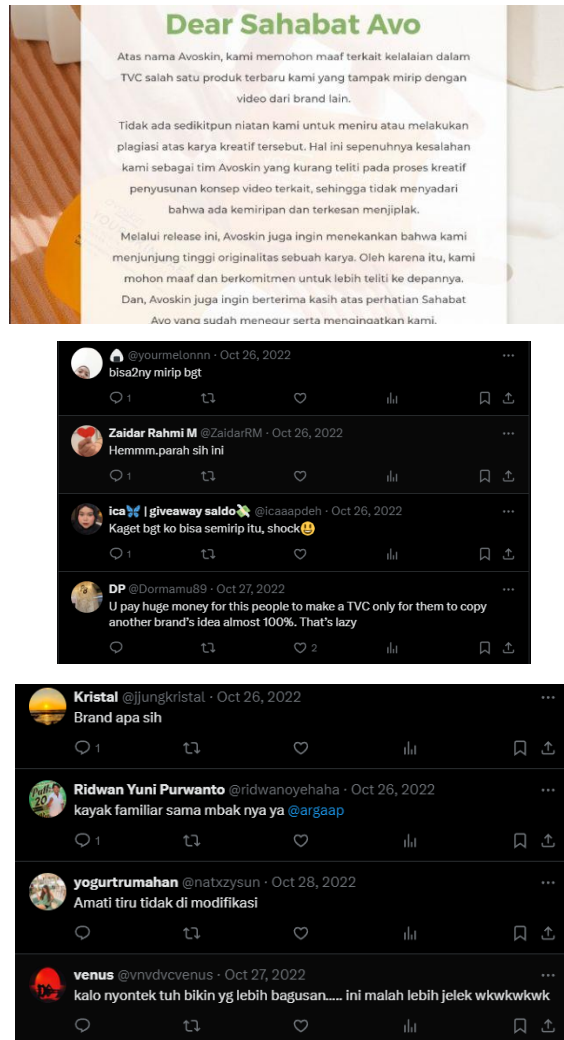 Dear Sahabat Avo
Atas nama Avoskin, kami memohon maaf terkait kelalaian dalam
TVC salah satu produk terbaru kami yang tampak mirip dengan
video dari brand lain.
Tidak ada sedikitpun niatan kami untuk meniru atau melakukan
plagiasi atas karya kreatif tersebut. Hal ini sepenuhnya kesalahan
kami sebagai tim Avoskin yang kurang teliti pada proses kreatif
penyusunan konsep video terkait, sehingga tidak menyadari
bahwa ada kemiripan dan terkesan menjiplak.
Melalui release ini, Avoskin juga ingin menekankan bahwa kami
menjunjung tinggi originalitas sebuah karya. Oleh karena itu, kami
mohon maaf dan berkomitmen untuk lebih teliti ke depannya.
Dan, Avoskin juga ingin berterima kasih atas perhatian Sahabat
Avo yang sudah menegur serta mengingatkan kami.
🍙 @yourmelonnn · Oct 26, 2022
bisa2ny mirip bgt
1
Zaidar Rahmi M @ZaidarRM · Oct 26, 2022
Hemmm.parah sih ini
1
ica🦋 | giveaway saldo💸 @icaaapdeh · Oct 26, 2022
Kaget bgt ko bisa semirip itu, shock😃
1
DP @Dormamu89 · Oct 27, 2022
U pay huge money for this people to make a TVC only for them to copy
another brand's idea almost 100%. That's lazy
2
Kristal @jjungkristal · Oct 26, 2022
Brand apa sih
1
Ridwan Yuni Purwanto @ridwanoyehaha · Oct 26, 2022
kayak familiar sama mbak nya ya @argaap
1
yogurtrumahan @natxzysun · Oct 28, 2022
Amati tiru tidak di modifikasi
venus @vnvdvcvenus · Oct 27, 2022
kalo nyontek tuh bikin yg lebih bagusan..... ini malah lebih jelek wkwkwkwk